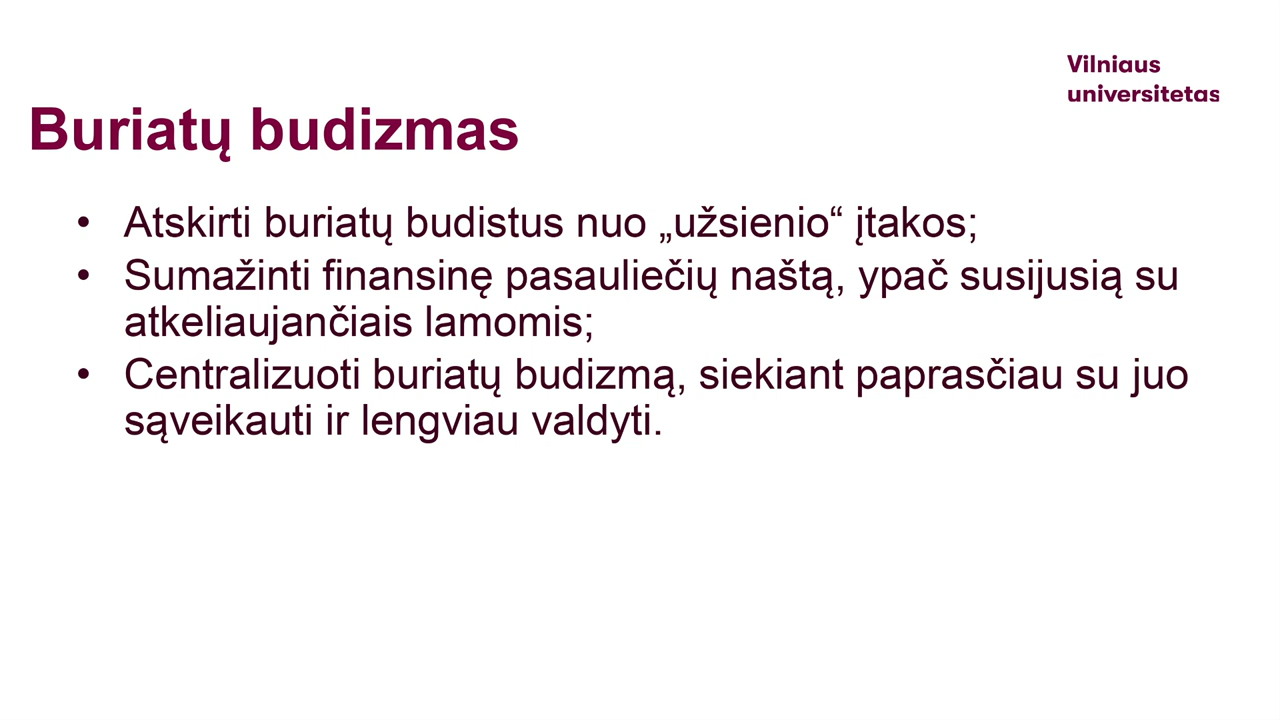 Vilniaus
universitetas
Buriatų budizmas
• Atskirti buriatų budistus nuo „užsienio“ įtakos;
• Sumažinti finansinę pasauliečių naštą, ypač susijusią su
atkeliaujančiais lamomis;
• Centralizuoti buriatų budizmą, siekiant paprasčiau su juo
sąveikauti ir lengviau valdyti.